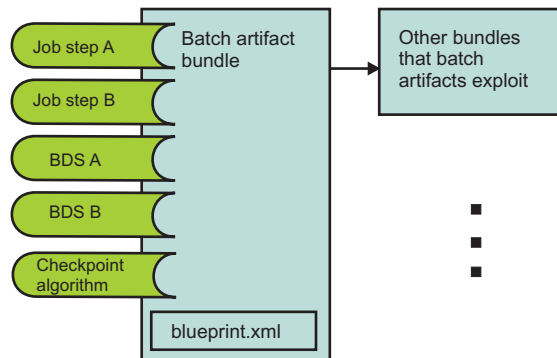 Job step A
Job step B
BDS A
BDS B
Checkpoint
algorithm
Batch artifact
bundle
blueprint.xml
Other bundles
that batch
artifacts exploit